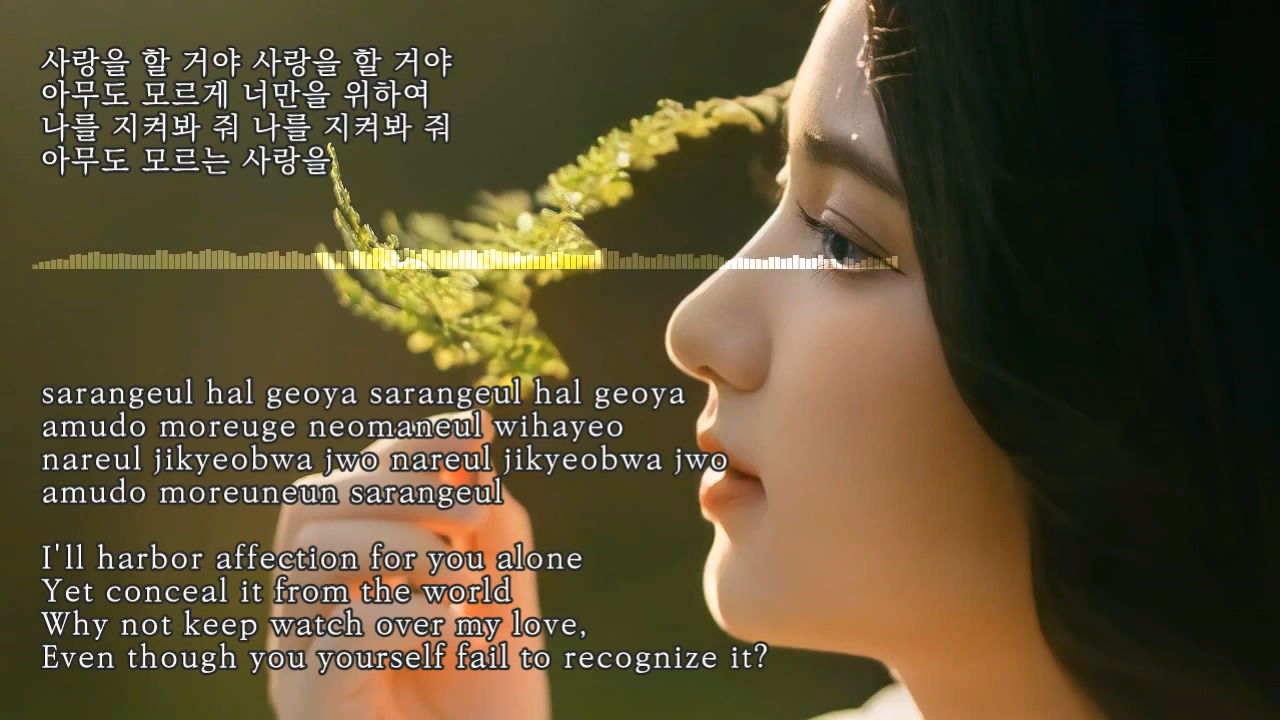 사랑을 할 거야 사랑을 할 거야
아무도 모르게 너만을 위하여
나를 지켜봐 줘 나를 지켜봐 줘
아무도 모르는 사랑을
sarangeul hal geoya sarangeul hal geoya
amudo moreuge neomaneul wihayeo
nareul jikyeobwa jwo nareul jikyeobwa jwo
amudo moreuneun sarangeul
I'll harbor affection for you alone
Yet conceal it from the world
Why not keep watch over my love,
Even though you yourself fail to recognize it?